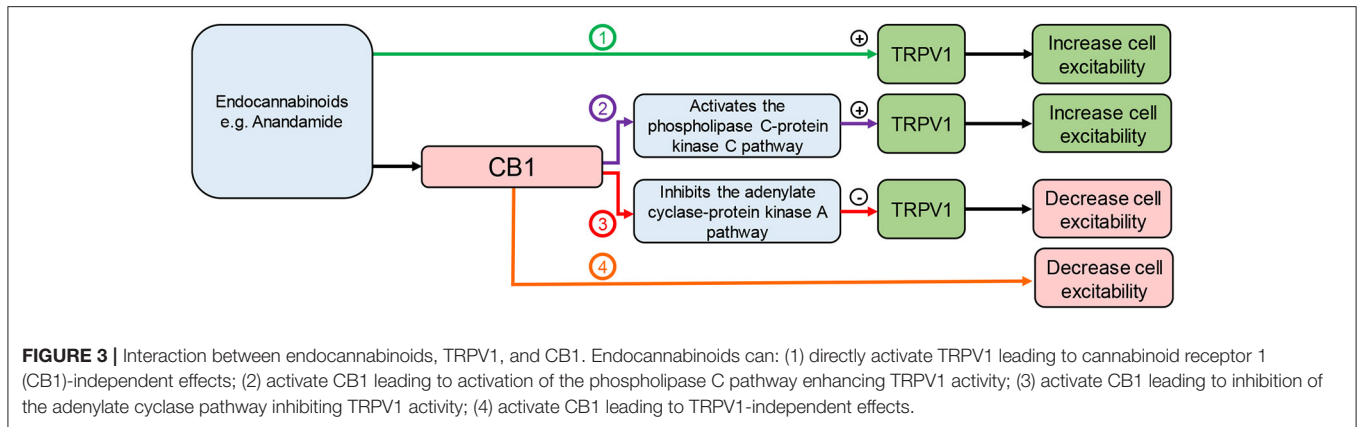 1
+
TRPV1
Increase cell
excitability
Endocannabinoids
e.g. Anandamide
2
Activates the
phospholipase C-protein
kinase C pathway
+
TRPV1
Increase cell
excitability
CB1
3
Inhibits the adenylate
cyclase-protein kinase A
pathway
-
TRPV1
Decrease cell
excitability
4
Decrease cell
excitability
FIGURE 3 | Interaction between endocannabinoids, TRPV1, and CB1. Endocannabinoids can: (1) directly activate TRPV1 leading to cannabinoid receptor 1
(CB1)-independent effects; (2) activate CB1 leading to activation of the phospholipase C pathway enhancing TRPV1 activity; (3) activate CB1 leading to inhibition of
the adenylate cyclase pathway inhibiting TRPV1 activity; (4) activate CB1 leading to TRPV1-independent effects.